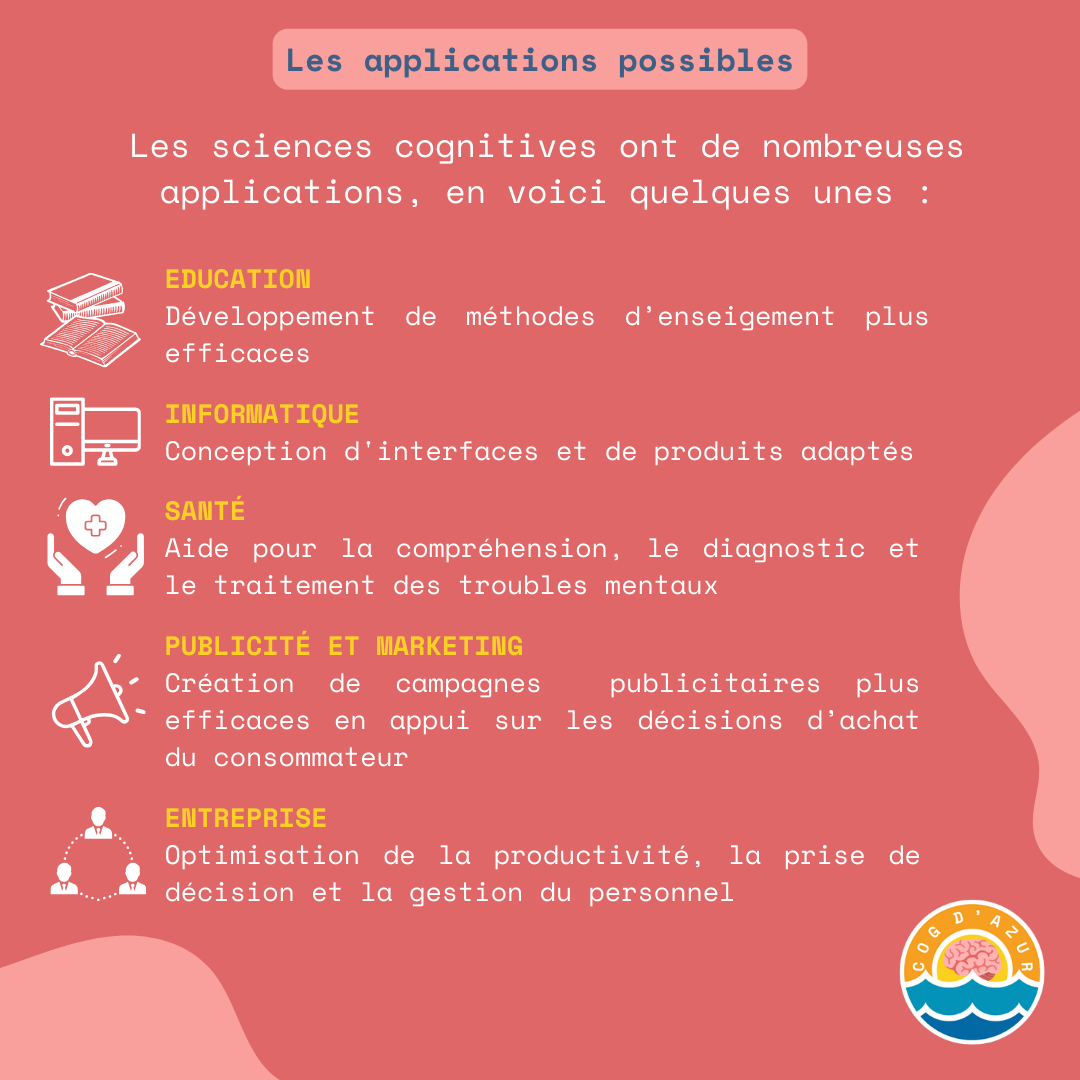 Les applications possibles
Les sciences cognitives ont de nombreuses
applications, en voici quelques unes :
EDUCATION
Développement de méthodes d’enseigement plus
efficaces
INFORMATIQUE
Conception d'interfaces et de produits adaptés
SANTÉ
Aide pour la compréhension, le diagnostic et
le traitement des troubles mentaux
PUBLICITÉ ET MARKETING
Création de campagnes publicitaires plus
efficaces en appui sur les décisions d’achat
du consommateur
ENTREPRISE
Optimisation de la productivité, la prise de
décision et la gestion du personnel
COG D’AZUR